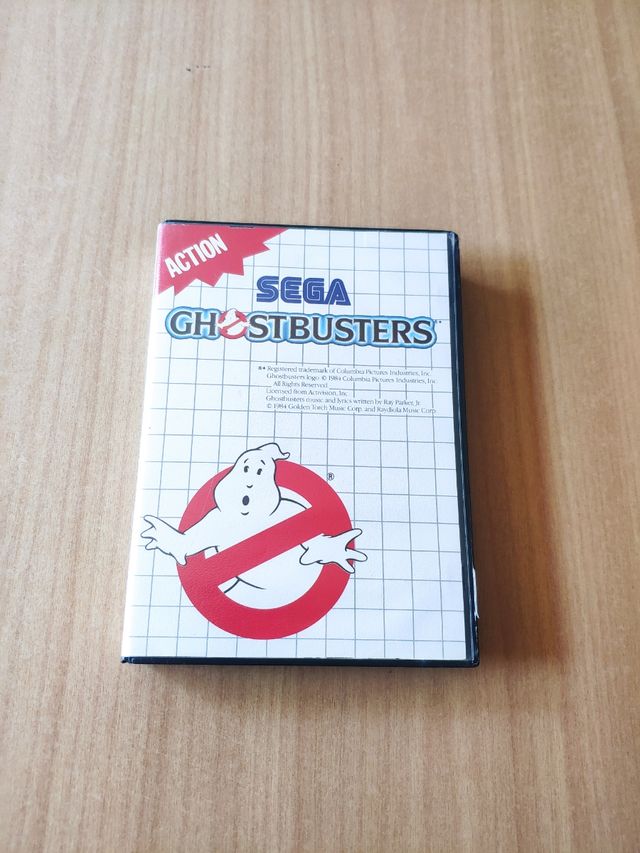 ACTION
SEGA
GHOSTBUSTERS™
®* Registered trademark of Columbia Pictures Industries, Inc.
Ghostbusters logo © 1984 Columbia Pictures Industries, Inc.
All Rights Reserved.
Licensed from Activision, Inc.
Ghostbusters music and lyrics written by Ray Parker, Jr.
© 1984 Golden Torch Music Corp. and Raydiola Music Corp.
®